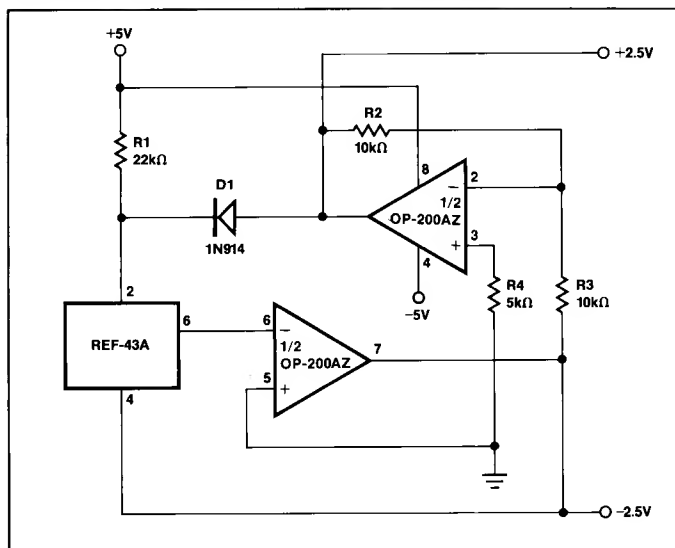 +5V
+2.5V
R1
22kΩ
R2
10kΩ
D1
1N914
8
2
−
1/2
OP-200AZ
+
3
4
−5V
R4
5kΩ
R3
10kΩ
2
REF-43A
6
4
6
−
1/2
OP-200AZ
5
+
7
−2.5V